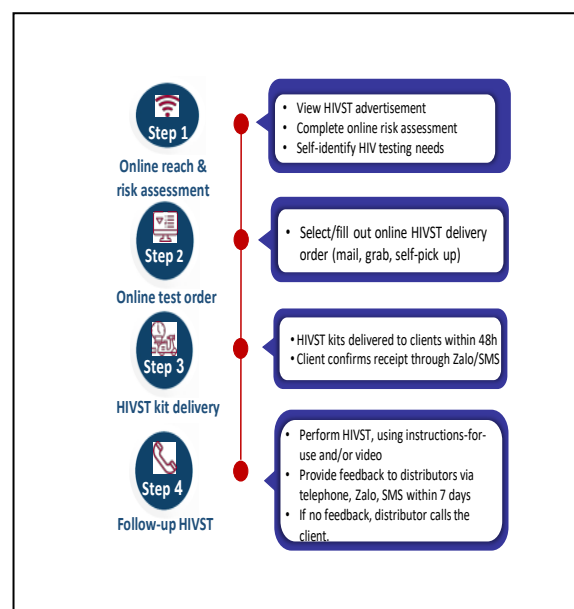 Step 1
Online reach &
risk assessment
• View HIVST advertisement
• Complete online risk assessment
• Self-identify HIV testing needs
Step 2
Online test order
• Select/fill out online HIVST delivery
order (mail, grab, self-pick up)
Step 3
HIVST kit delivery
• HIVST kits delivered to clients within 48h
• Client confirms receipt through Zalo/SMS
Step 4
Follow-up HIVST
• Perform HIVST, using instructions-for-
use and/or video
• Provide feedback to distributors via
telephone, Zalo, SMS within 7 days
• If no feedback, distributor calls the
client.